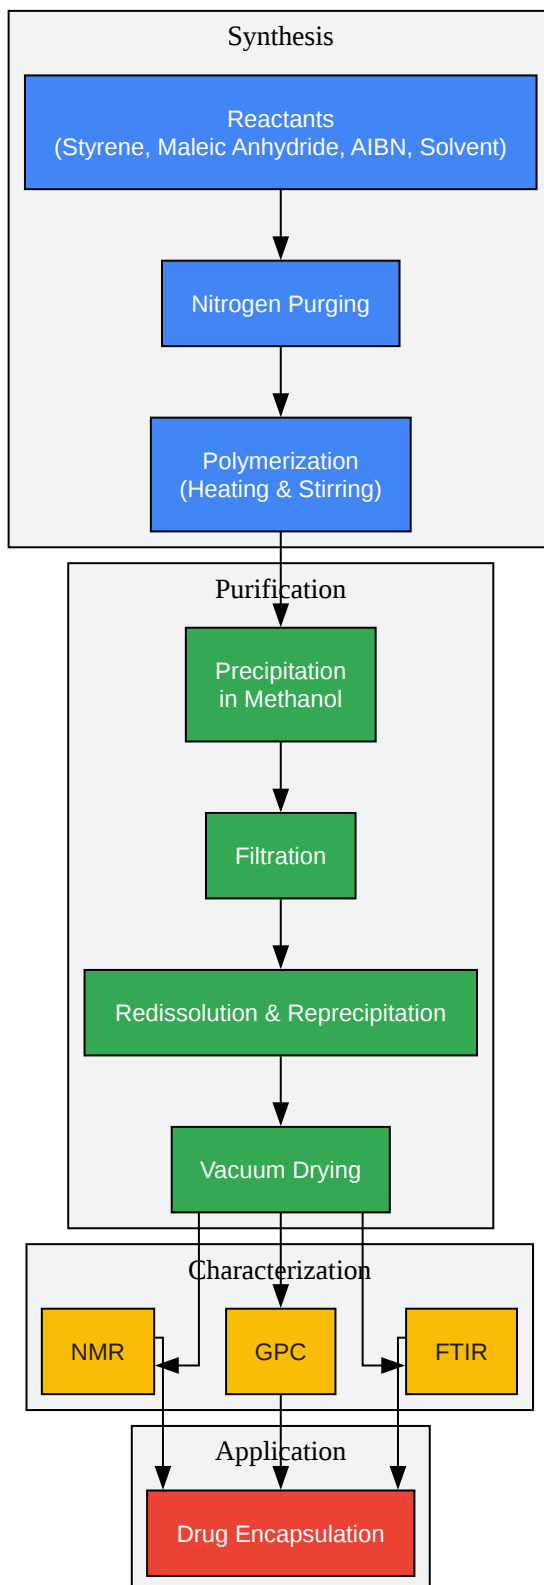 Synthesis
Reactants
(Styrene, Maleic Anhydride, AIBN, Solvent)
Nitrogen Purging
Polymerization
(Heating & Stirring)
Purification
Precipitation
in Methanol
Filtration
Redissolution & Reprecipitation
Vacuum Drying
Characterization
NMR
GPC
FTIR
Application
Drug Encapsulation